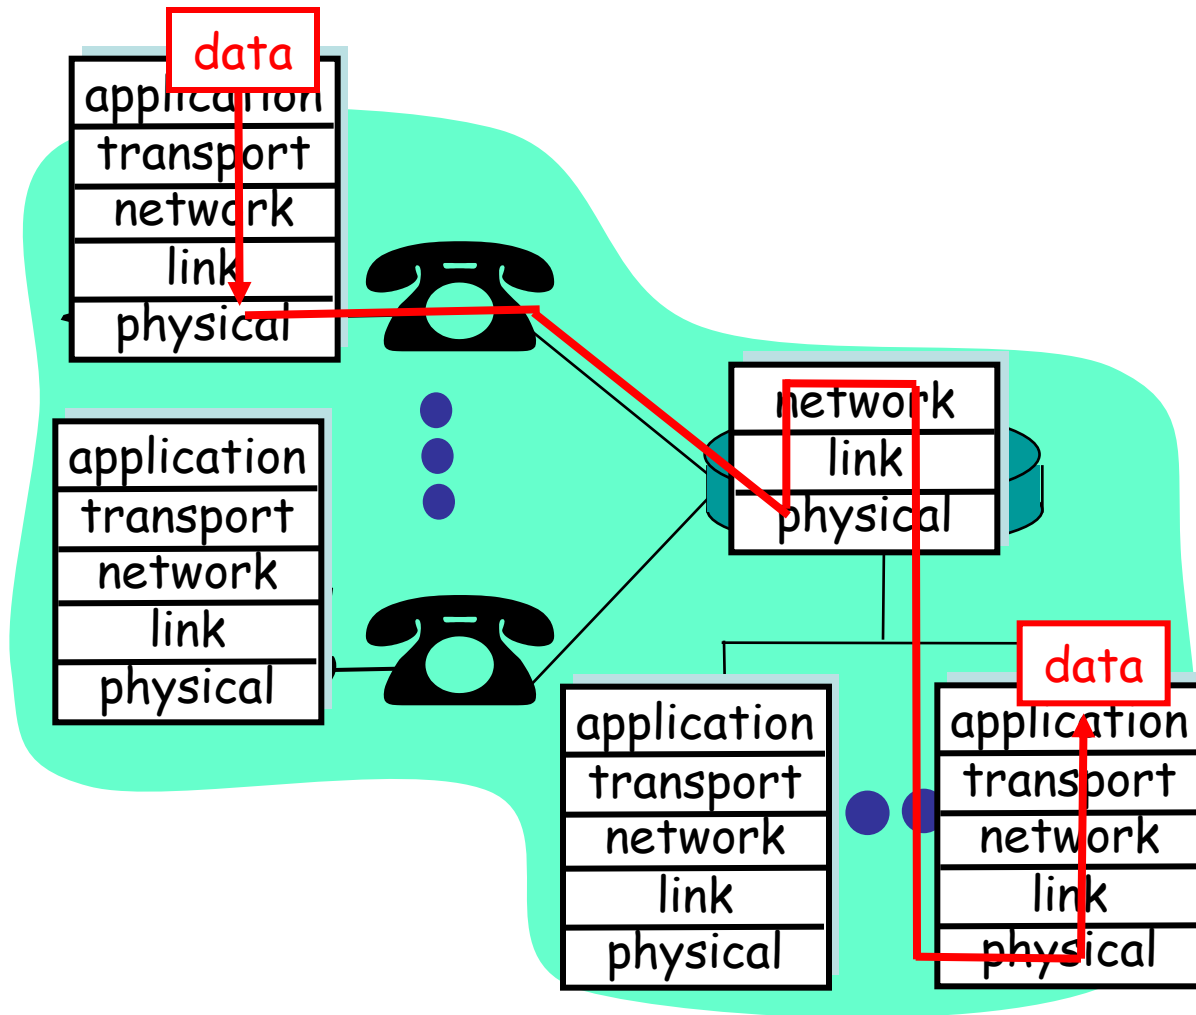 data
application
transport
network
link
physical
application
transport
network
link
physical
network
link
physical
application
transport
network
link
physical
data
application
transport
network
link
physical